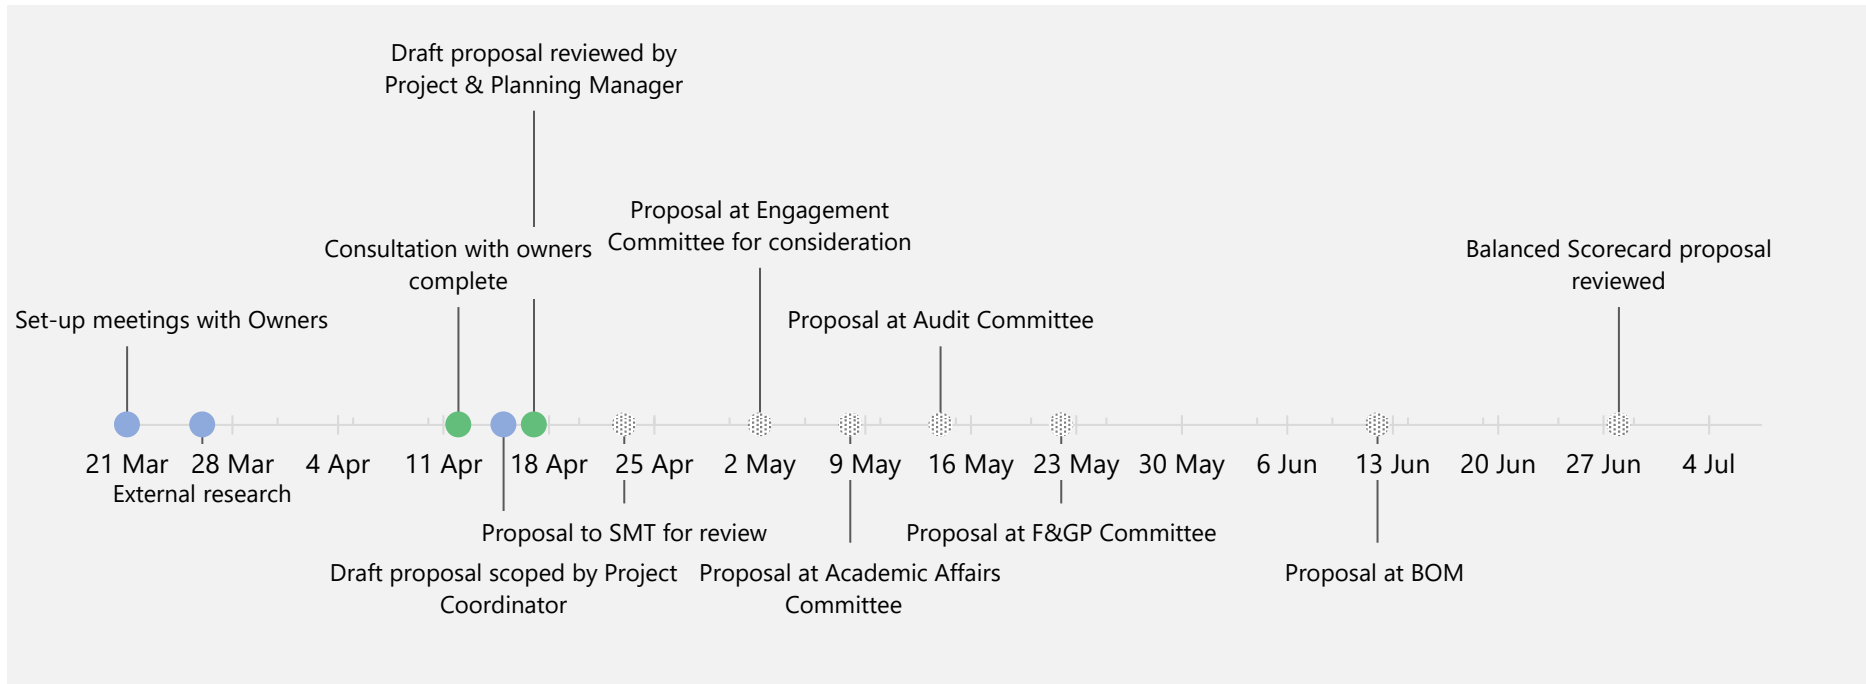 Draft proposal reviewed by
Project & Planning Manager
Proposal at Engagement
Committee for consideration
Consultation with owners
complete
Balanced Scorecard proposal
reviewed
Set-up meetings with Owners
Proposal at Audit Committee
21 Mar 28 Mar 4 Apr 11 Apr 18 Apr 25 Apr 2 May 9 May 16 May 23 May 30 May 6 Jun 13 Jun 20 Jun 27 Jun 4 Jul
External research
Proposal to SMT for review
Proposal at F&GP Committee
Draft proposal scoped by Project
Coordinator
Proposal at Academic Affairs
Committee
Proposal at BOM